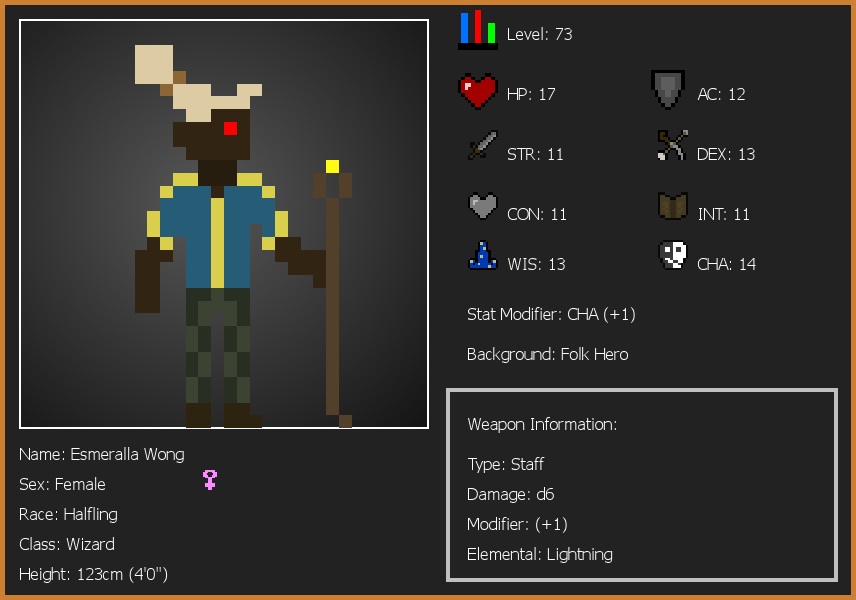 Level: 73
HP: 17
AC: 12
STR: 11
DEX: 13
CON: 11
INT: 11
WIS: 13
CHA: 14
Stat Modifier: CHA (+1)
Background: Folk Hero
Weapon Information:
Type: Staff
Damage: d6
Modifier: (+1)
Elemental: Lightning
Name: Esmeralla Wong
Sex: Female
Race: Halfling
Class: Wizard
Height: 123cm (4'0")